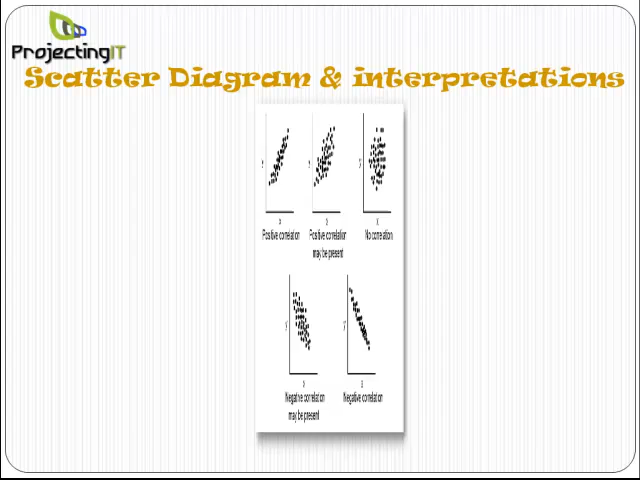 ProjectingIT
Scatter Diagram & interpretations
x
Positive correlation
Positive correlation
may be present
No correlation
y
Negative correlation
may be present
y
Negative correlation